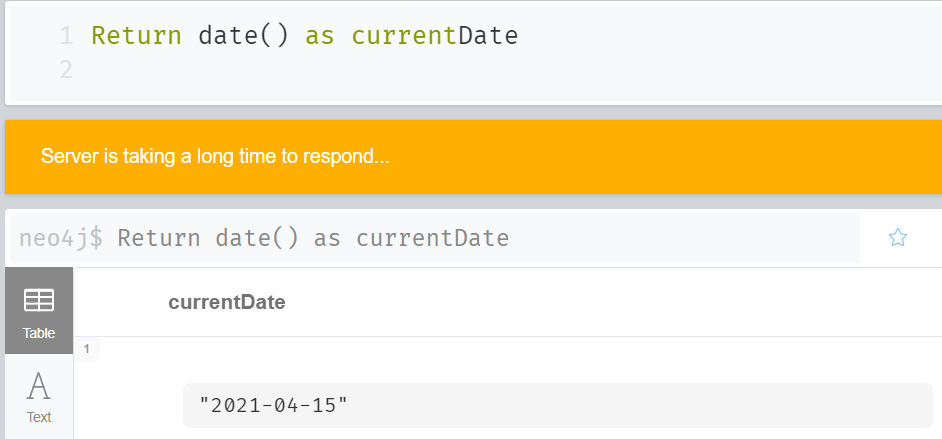 1 Return date() as currentDate
2
Server is taking a long time to respond...
neo4j$ Return date() as currentDate
Table
currentDate
1
"2021-04-15"
A
Text